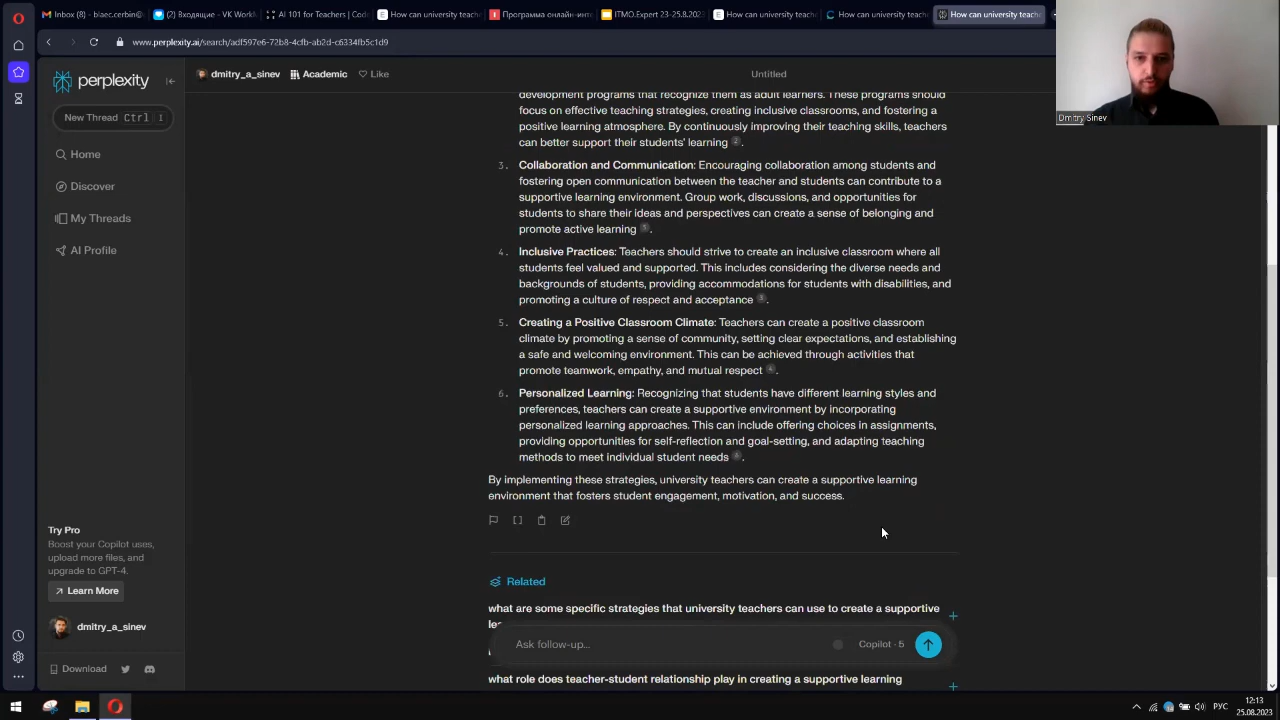 Inbox (8) - blaec.cerbin@
(2) Входящие - VK Workm
AI 101 for Teachers | Cod
How can university teache
Программа онлайн-инте
ITMO.Expert 23-25.8.2023
How can university teache
How can university teache
How can university teache
www.perplexity.ai/search/adf597e6-72b8-4cfb-ab2d-c6334fb5c1d9
perplexity
dmitry_a_sinev
Academic
Like
Untitled
Dmitry Sinev
New Thread Ctrl I
Home
Discover
My Threads
AI Profile
development programs that recognize them as adult learners. These programs should
focus on effective teaching strategies, creating inclusive classrooms, and fostering a
positive learning atmosphere. By continuously improving their teaching skills, teachers
can better support their students' learning 2.
3. Collaboration and Communication: Encouraging collaboration among students and
fostering open communication between the teacher and students can contribute to a
supportive learning environment. Group work, discussions, and opportunities for
students to share their ideas and perspectives can create a sense of belonging and
promote active learning.
4. Inclusive Practices: Teachers should strive to create an inclusive classroom where all
students feel valued and supported. This includes considering the diverse needs and
backgrounds of students, providing accommodations for students with disabilities, and
promoting a culture of respect and acceptance.
5. Creating a Positive Classroom Climate: Teachers can create a positive classroom
climate by promoting a sense of community, setting clear expectations, and establishing
a safe and welcoming environment. This can be achieved through activities that
promote teamwork, empathy, and mutual respect.
6. Personalized Learning: Recognizing that students have different learning styles and
preferences, teachers can create a supportive environment by incorporating
personalized learning approaches. This can include offering choices in assignments,
providing opportunities for self-reflection and goal-setting, and adapting teaching
methods to meet individual student needs.
By implementing these strategies, university teachers can create a supportive learning
environment that fosters student engagement, motivation, and success.
Related
what are some specific strategies that university teachers can use to create a supportive
Ask follow-up...
Copilot · 5
what role does teacher-student relationship play in creating a supportive learning
Try Pro
Boost your Copilot uses,
upload more files, and
upgrade to GPT-4.
Learn More
dmitry_a_sinev
Download
РУС
12:13
25.08.2023